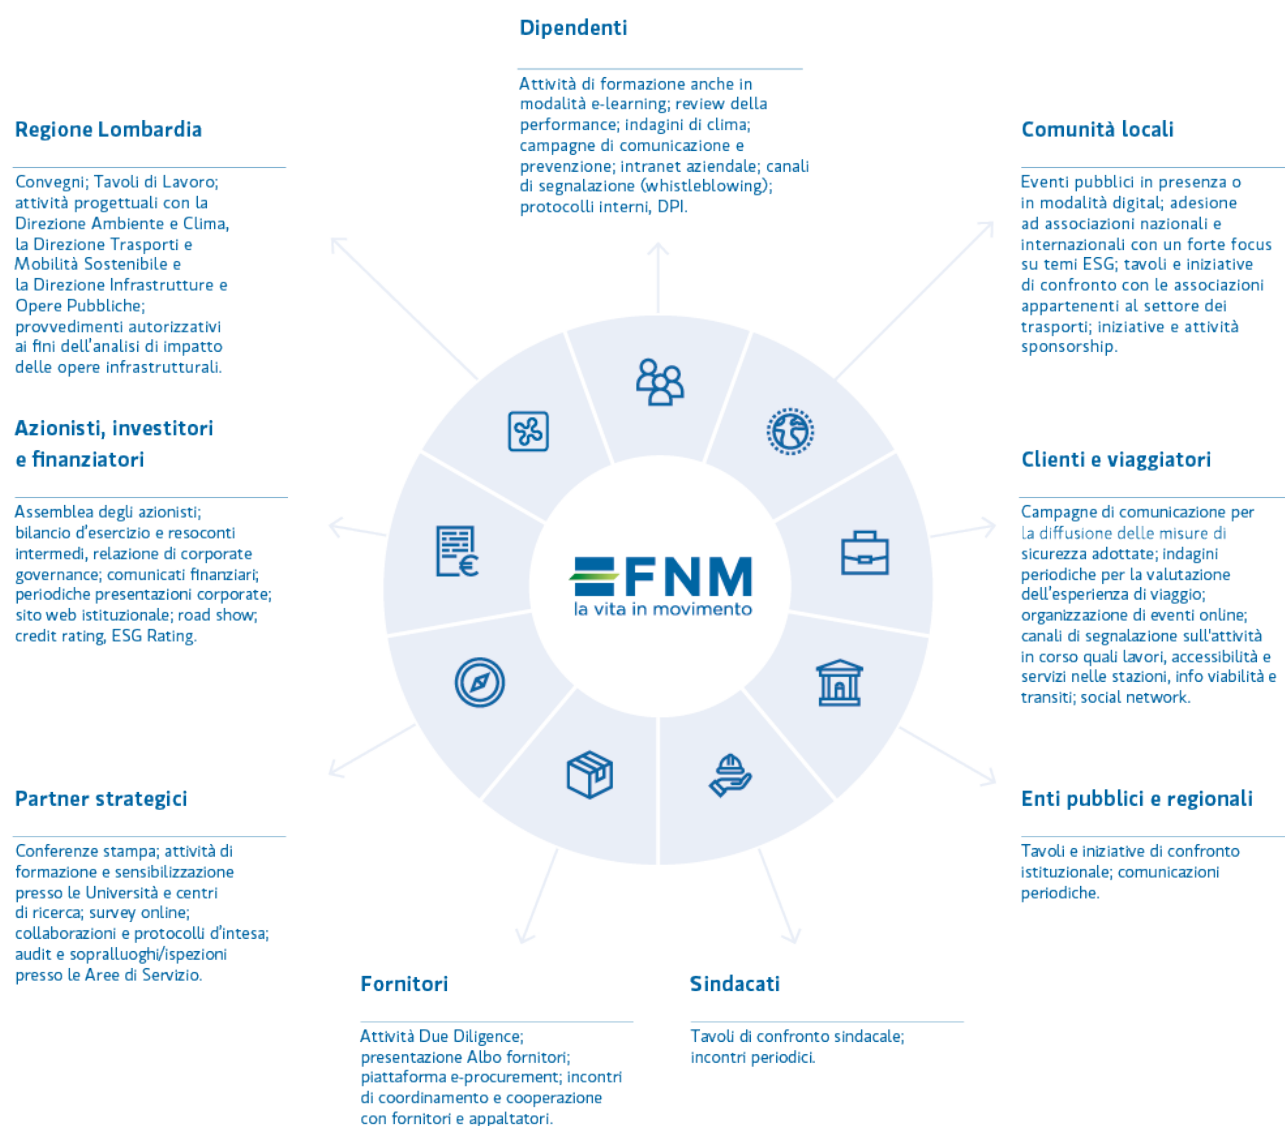 Dipendenti
Attività di formazione anche in
modalità e-learning; review della
performance; indagini di clima;
campagne di comunicazione e
prevenzione; intranet aziendale; canali
di segnalazione (whistleblowing);
protocolli interni, DPI.
Regione Lombardia
Convegni; Tavoli di Lavoro;
attività progettuali con la
Direzione Ambiente e Clima,
la Direzione Trasporti e
Mobilità Sostenibile e
la Direzione Infrastrutture e
Opere Pubbliche;
provvedimenti autorizzativi
ai fini dell'analisi di impatto
delle opere infrastrutturali.
Comunità locali
Eventi pubblici in presenza o
in modalità digital; adesione
ad associazioni nazionali e
internazionali con un forte focus
su temi ESG; tavoli e iniziative
di confronto con le associazioni
appartenenti al settore dei
trasporti; iniziative e attività
sponsorship.
Azionisti, investitori
e finanziatori
Assemblea degli azionisti;
bilancio d'esercizio e resoconti
intermedi, relazione di corporate
governance; comunicati finanziari;
periodiche presentazioni corporate;
sito web istituzionale; road show;
credit rating, ESG Rating.
Clienti e viaggiatori
Campagne di comunicazione per
la diffusione delle misure di
sicurezza adottate; indagini
periodiche per la valutazione
dell'esperienza di viaggio;
organizzazione di eventi online;
canali di segnalazione sull'attività
in corso quali lavori, accessibilità e
servizi nelle stazioni, info viabilità e
transiti; social network.
FNM
la vita in movimento
Partner strategici
Conferenze stampa; attività di
formazione e sensibilizzazione
presso le Università e centri
di ricerca; survey online;
collaborazioni e protocolli d'intesa;
audit e sopralluoghi/ispezioni
presso le Aree di Servizio.
Enti pubblici e regionali
Tavoli e iniziative di confronto
istituzionale; comunicazioni
periodiche.
Fornitori
Attività Due Diligence;
presentazione Albo fornitori;
piattaforma e-procurement; incontri
di coordinamento e cooperazione
con fornitori e appaltatori.
Sindacati
Tavoli di confronto sindacale;
incontri periodici.